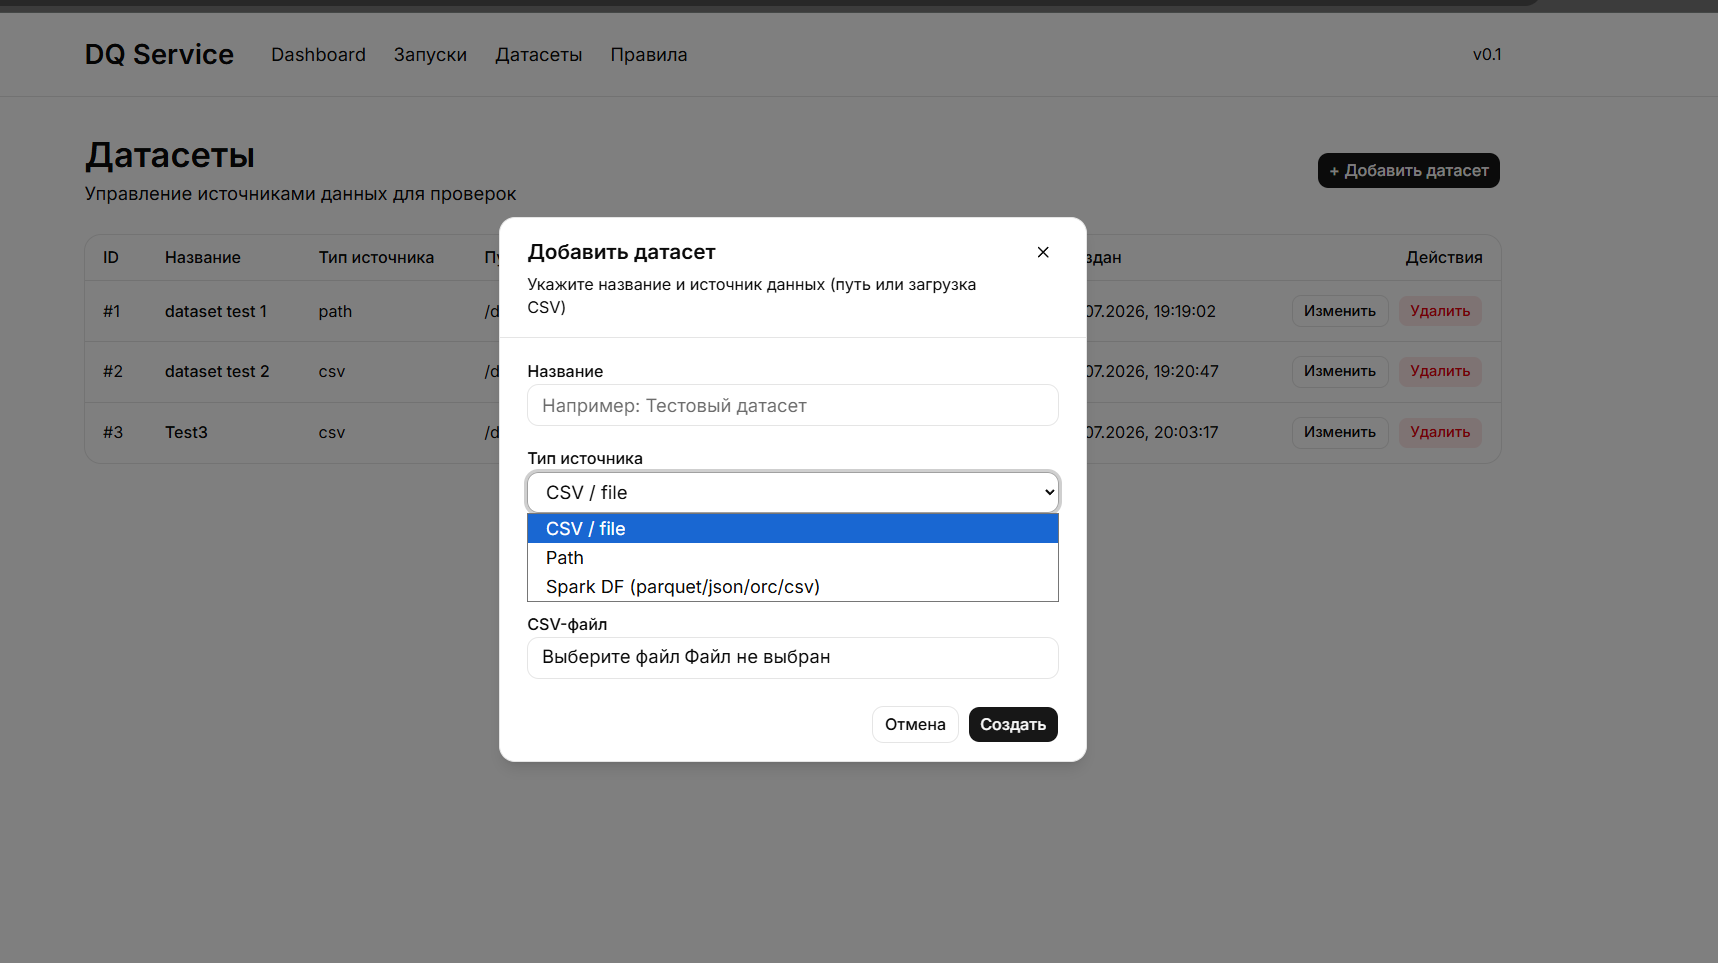 DQ Service Dashboard Запуски Датасеты Правила v0.1
Датасеты
Управление источниками данных для проверок
+ Добавить датасет
ID Название Тип источника Действия
#1 dataset test 1 path 07.2026, 19:19:02 Изменить Удалить
#2 dataset test 2 csv 07.2026, 19:20:47 Изменить Удалить
#3 Test3 csv 07.2026, 20:03:17 Изменить Удалить
Добавить датасет
Укажите название и источник данных (путь или загрузка
CSV)
Название
Например: Тестовый датасет
Тип источника
CSV / file
CSV / file
Path
Spark DF (parquet/json/orc/csv)
CSV-файл
Выберите файл Файл не выбран
Отмена Создать